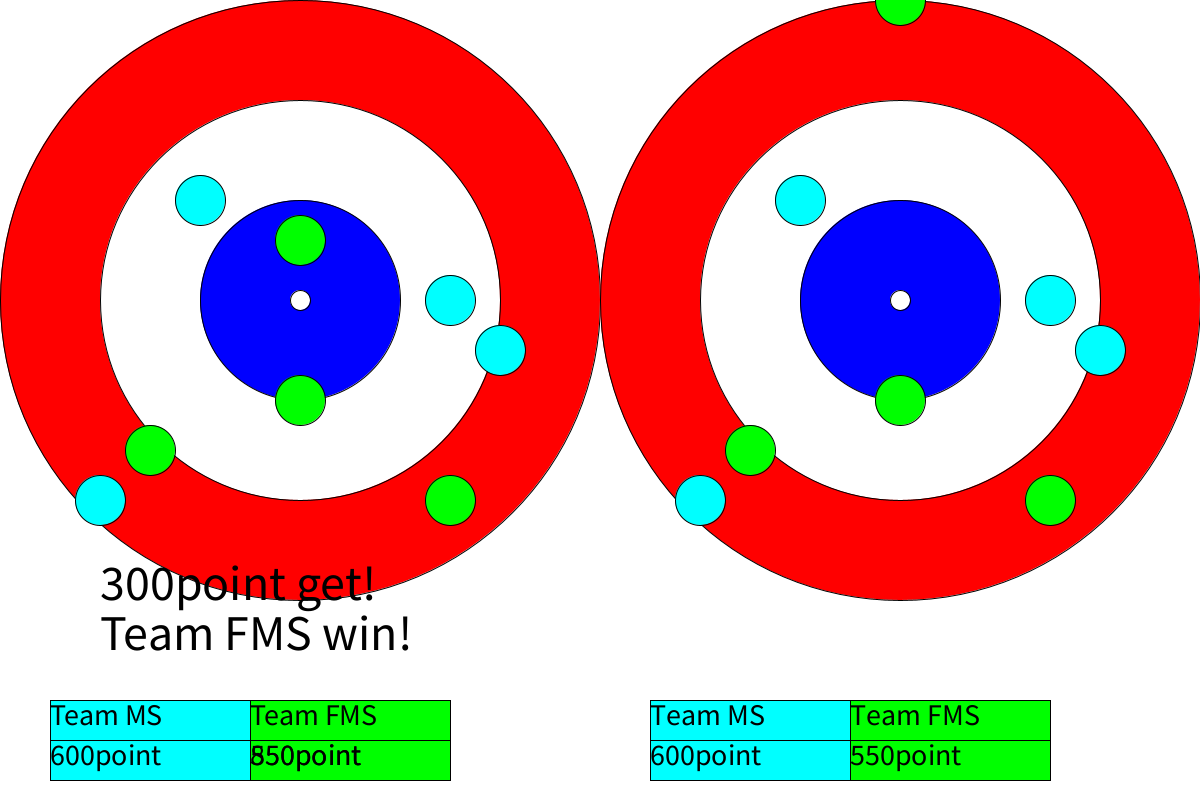 300point get!
Team FMS win!
Team MS Team FMS
600point 850point
Team MS Team FMS
600point 550point